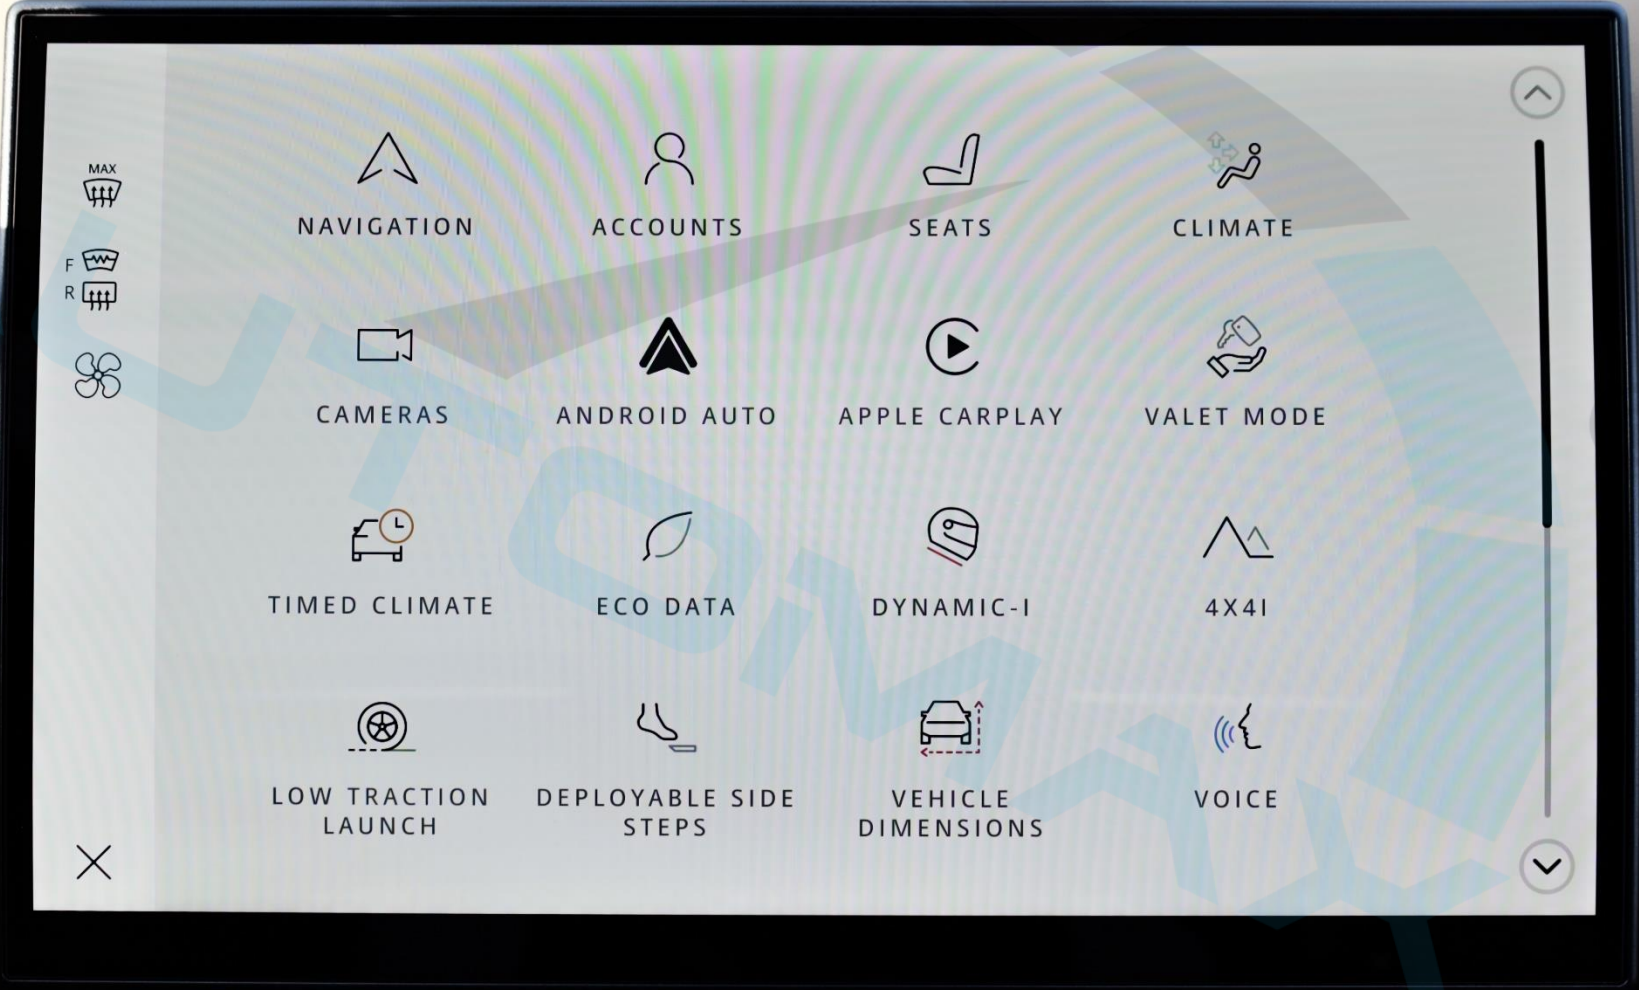 MAX
F
R
NAVIGATION
ACCOUNTS
SEATS
CLIMATE
CAMERAS
ANDROID AUTO
APPLE CARPLAY
VALET MODE
TIMED CLIMATE
ECO DATA
DYNAMIC-I
4X4I
LOW TRACTION
LAUNCH
DEPLOYABLE SIDE
STEPS
VEHICLE
DIMENSIONS
VOICE
UTOMAX